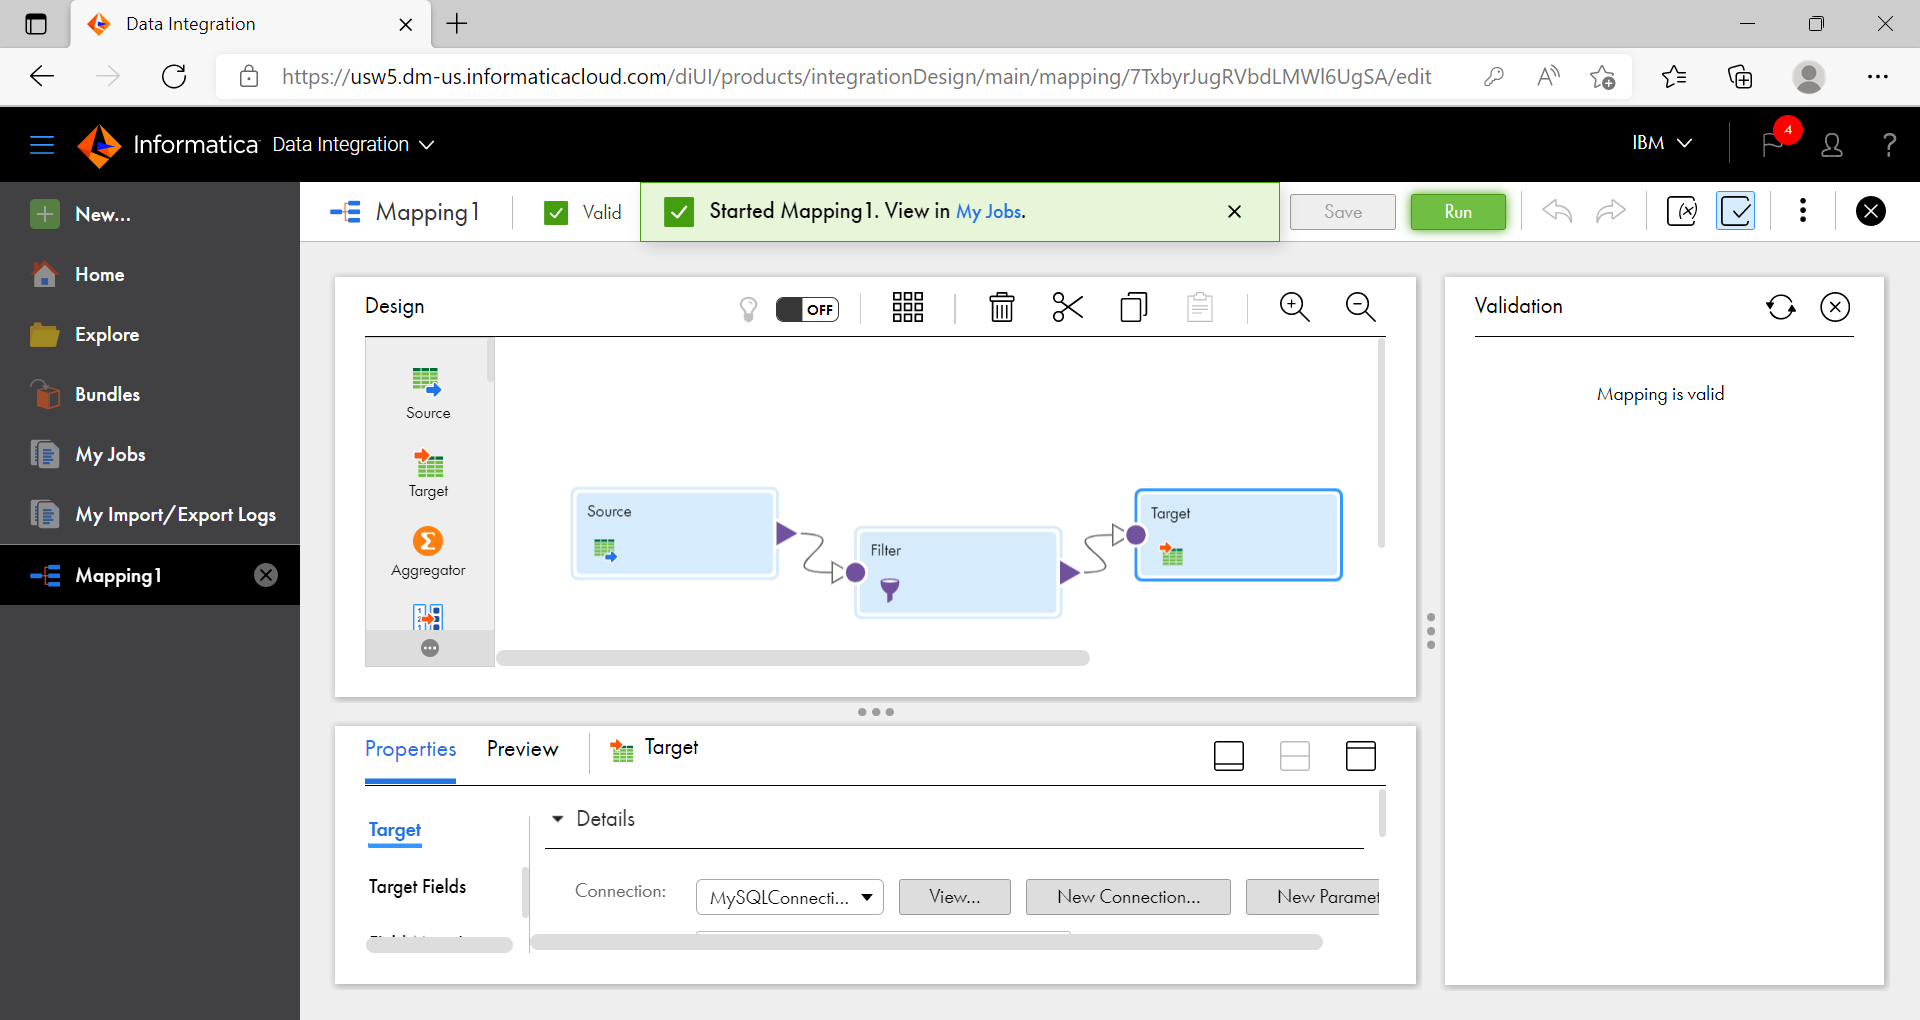 Data Integration
https://usw5.dm-us.informaticacloud.com/diUI/products/integrationDesign/main/mapping/7TxbyrJugRVbdLMWl6UgSA/edit
Informatica Data Integration
IBM
4
?
New...
Home
Explore
Bundles
My Jobs
My Import/Export Logs
Mapping1
Mapping1
Valid
Started Mapping1. View in My Jobs.
Save
Run
Design
OFF
Source
Target
Aggregator
Source
Filter
Target
Validation
Mapping is valid
Properties
Preview
Target
Target
Target Fields
Details
Connection:
MySQLConnecti...
View...
New Connection...
New Paramet